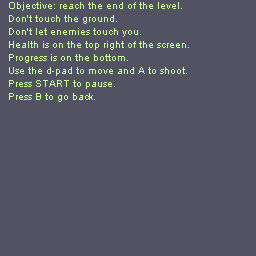 Objective: reach the end of the level.
Don't touch the ground.
Don't let enemies touch you.
Health is on the top right of the screen.
Progress is on the bottom.
Use the d-pad to move and A to shoot.
Press START to pause.
Press B to go back.